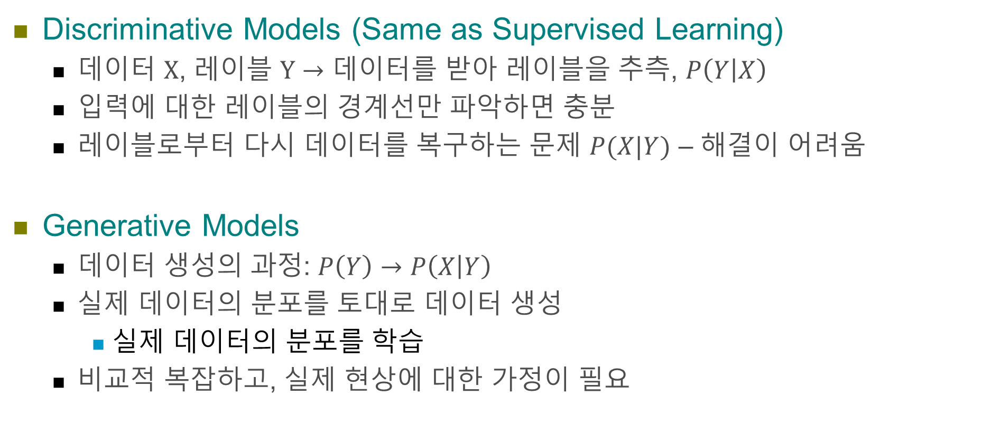 Discriminative Models (Same as Supervised Learning)
데이터 X, 레이블 Y → 데이터를 받아 레이블을 추측, P(Y|X)
입력에 대한 레이블의 경계선만 파악하면 충분
레이블로부터 다시 데이터를 복구하는 문제 P(X|Y) – 해결이 어려움
Generative Models
데이터 생성의 과정: P(Y) → P(X|Y)
실제 데이터의 분포를 토대로 데이터 생성
실제 데이터의 분포를 학습
비교적 복잡하고, 실제 현상에 대한 가정이 필요